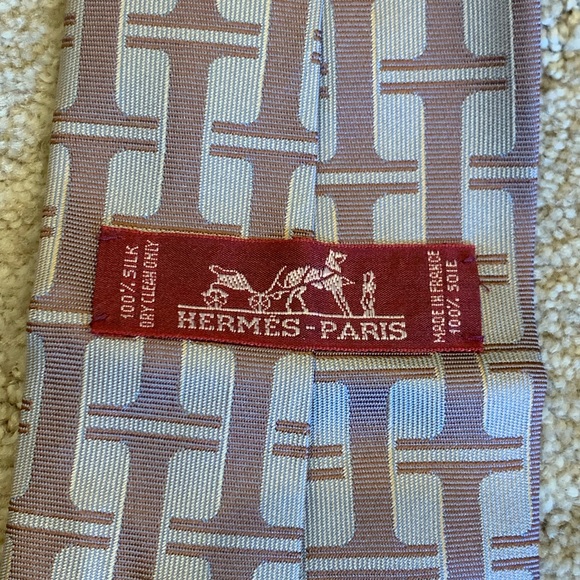 100% SILK
DRY CLEAN ONLY
HERMÈS-PARIS
MADE IN FRANCE
100% SOIE